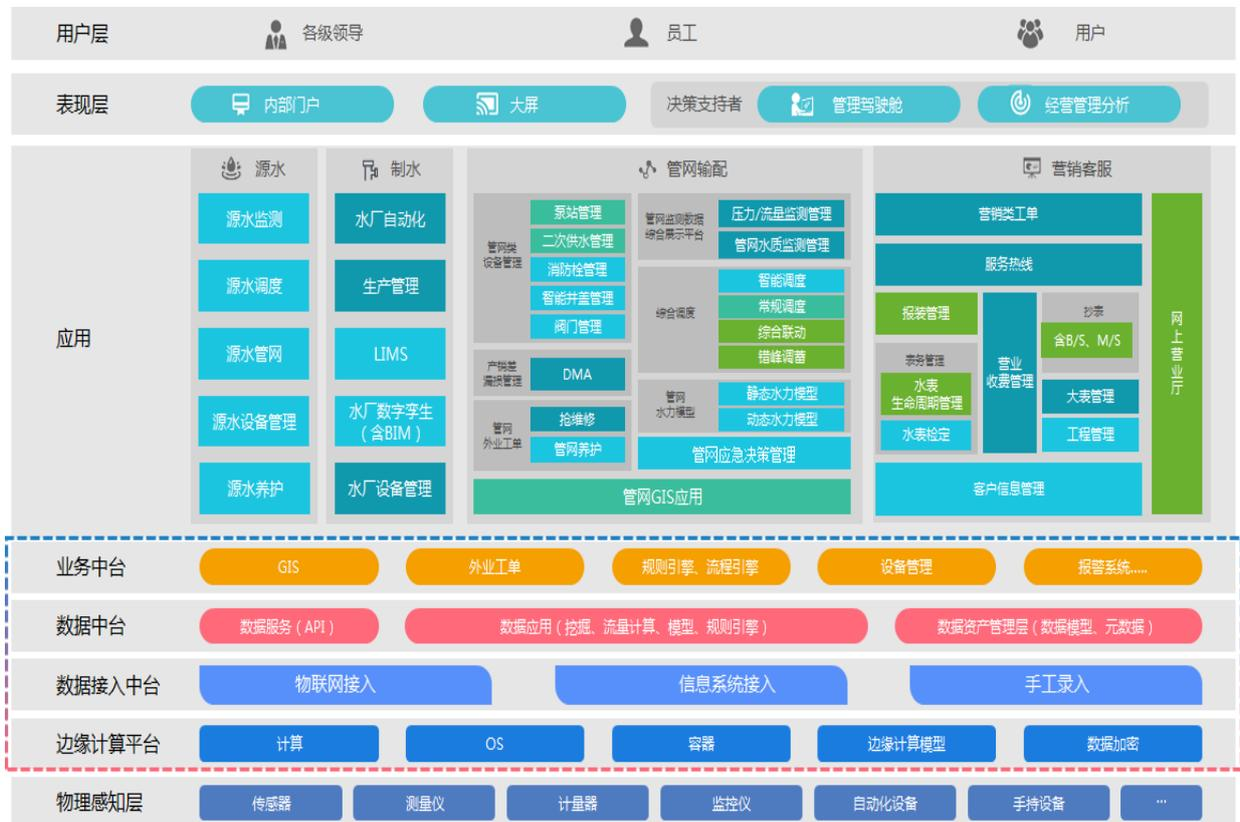 用户层
各级领导
员工
用户
表现层
内部门户
大屏
决策支持者
管理驾驶舱
经营管理分析
应用
源水
源水监测
源水调度
源水管网
源水设备管理
源水养护
制水
水厂自动化
生产管理
LIMS
水厂数字孪生
（含BIM）
水厂设备管理
管网输配
管网类
设备管理
泵站管理
二次供水管理
消防栓管理
智能井盖管理
阀门管理
产销差
漏损管理
DMA
管网
外业工单
抢维修
管网养护
管网监测数据
综合展示平台
压力/流量监测管理
管网水质监测管理
综合调度
智能调度
常规调度
综合联动
错峰调蓄
管网
水力模型
静态水力模型
动态水力模型
管网应急决策管理
管网GIS应用
营销客服
营销类工单
服务热线
报装管理
表务管理
水表
生命周期管理
水表检定
营业
收费管理
抄表
含B/S、M/S
大表管理
工程管理
客户信息管理
网上营业厅
业务中台
GIS
外业工单
规则引擎、流程引擎
设备管理
报警系统.....
数据中台
数据服务（API）
数据应用（挖掘、流量计算、模型、规则引擎）
数据资产管理层（数据模型、元数据）
数据接入中台
物联网接入
信息系统接入
手工录入
边缘计算平台
计算
OS
容器
边缘计算模型
数据加密
物理感知层
传感器
测量仪
计量器
监控仪
自动化设备
手持设备
...